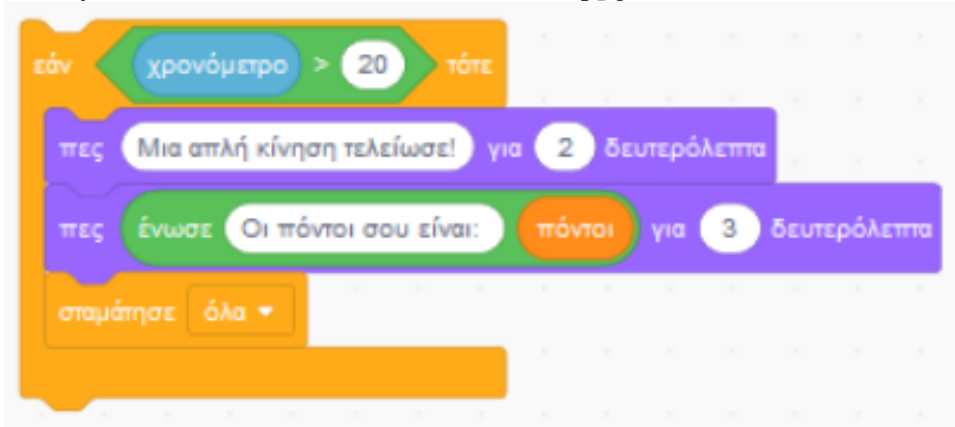 εάν χρονόμετρο > 20 τότε
πες Μια απλή κίνηση τελείωσε! για 2 δευτερόλεπτα
πες ένωσε Οι πόντοι σου είναι: πόντοι για 3 δευτερόλεπτα
σταμάτησε όλα